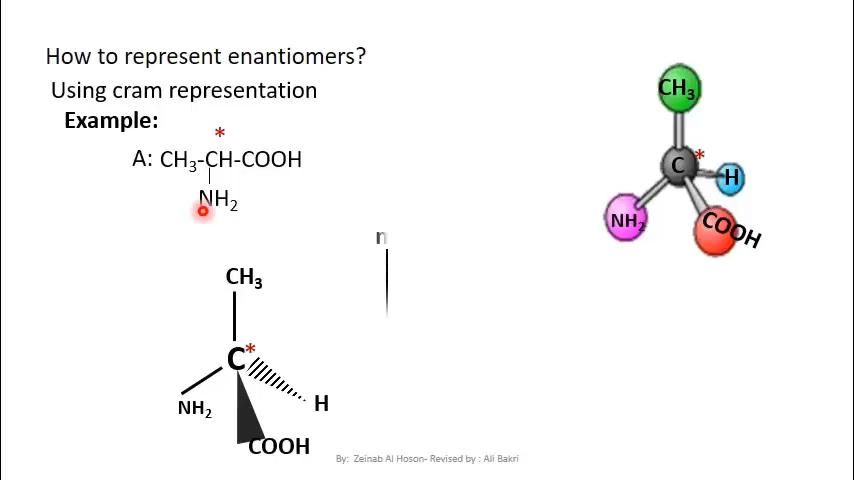 How to represent enantiomers?
Using cram representation
Example:
*
A: CH₃-CH-COOH
NH₂
CH₃
C*
H
NH₂
COOH
CH₃
C*
H
NH₂
COOH
By: Zeinab Al Hoson- Revised by : Ali Bakri